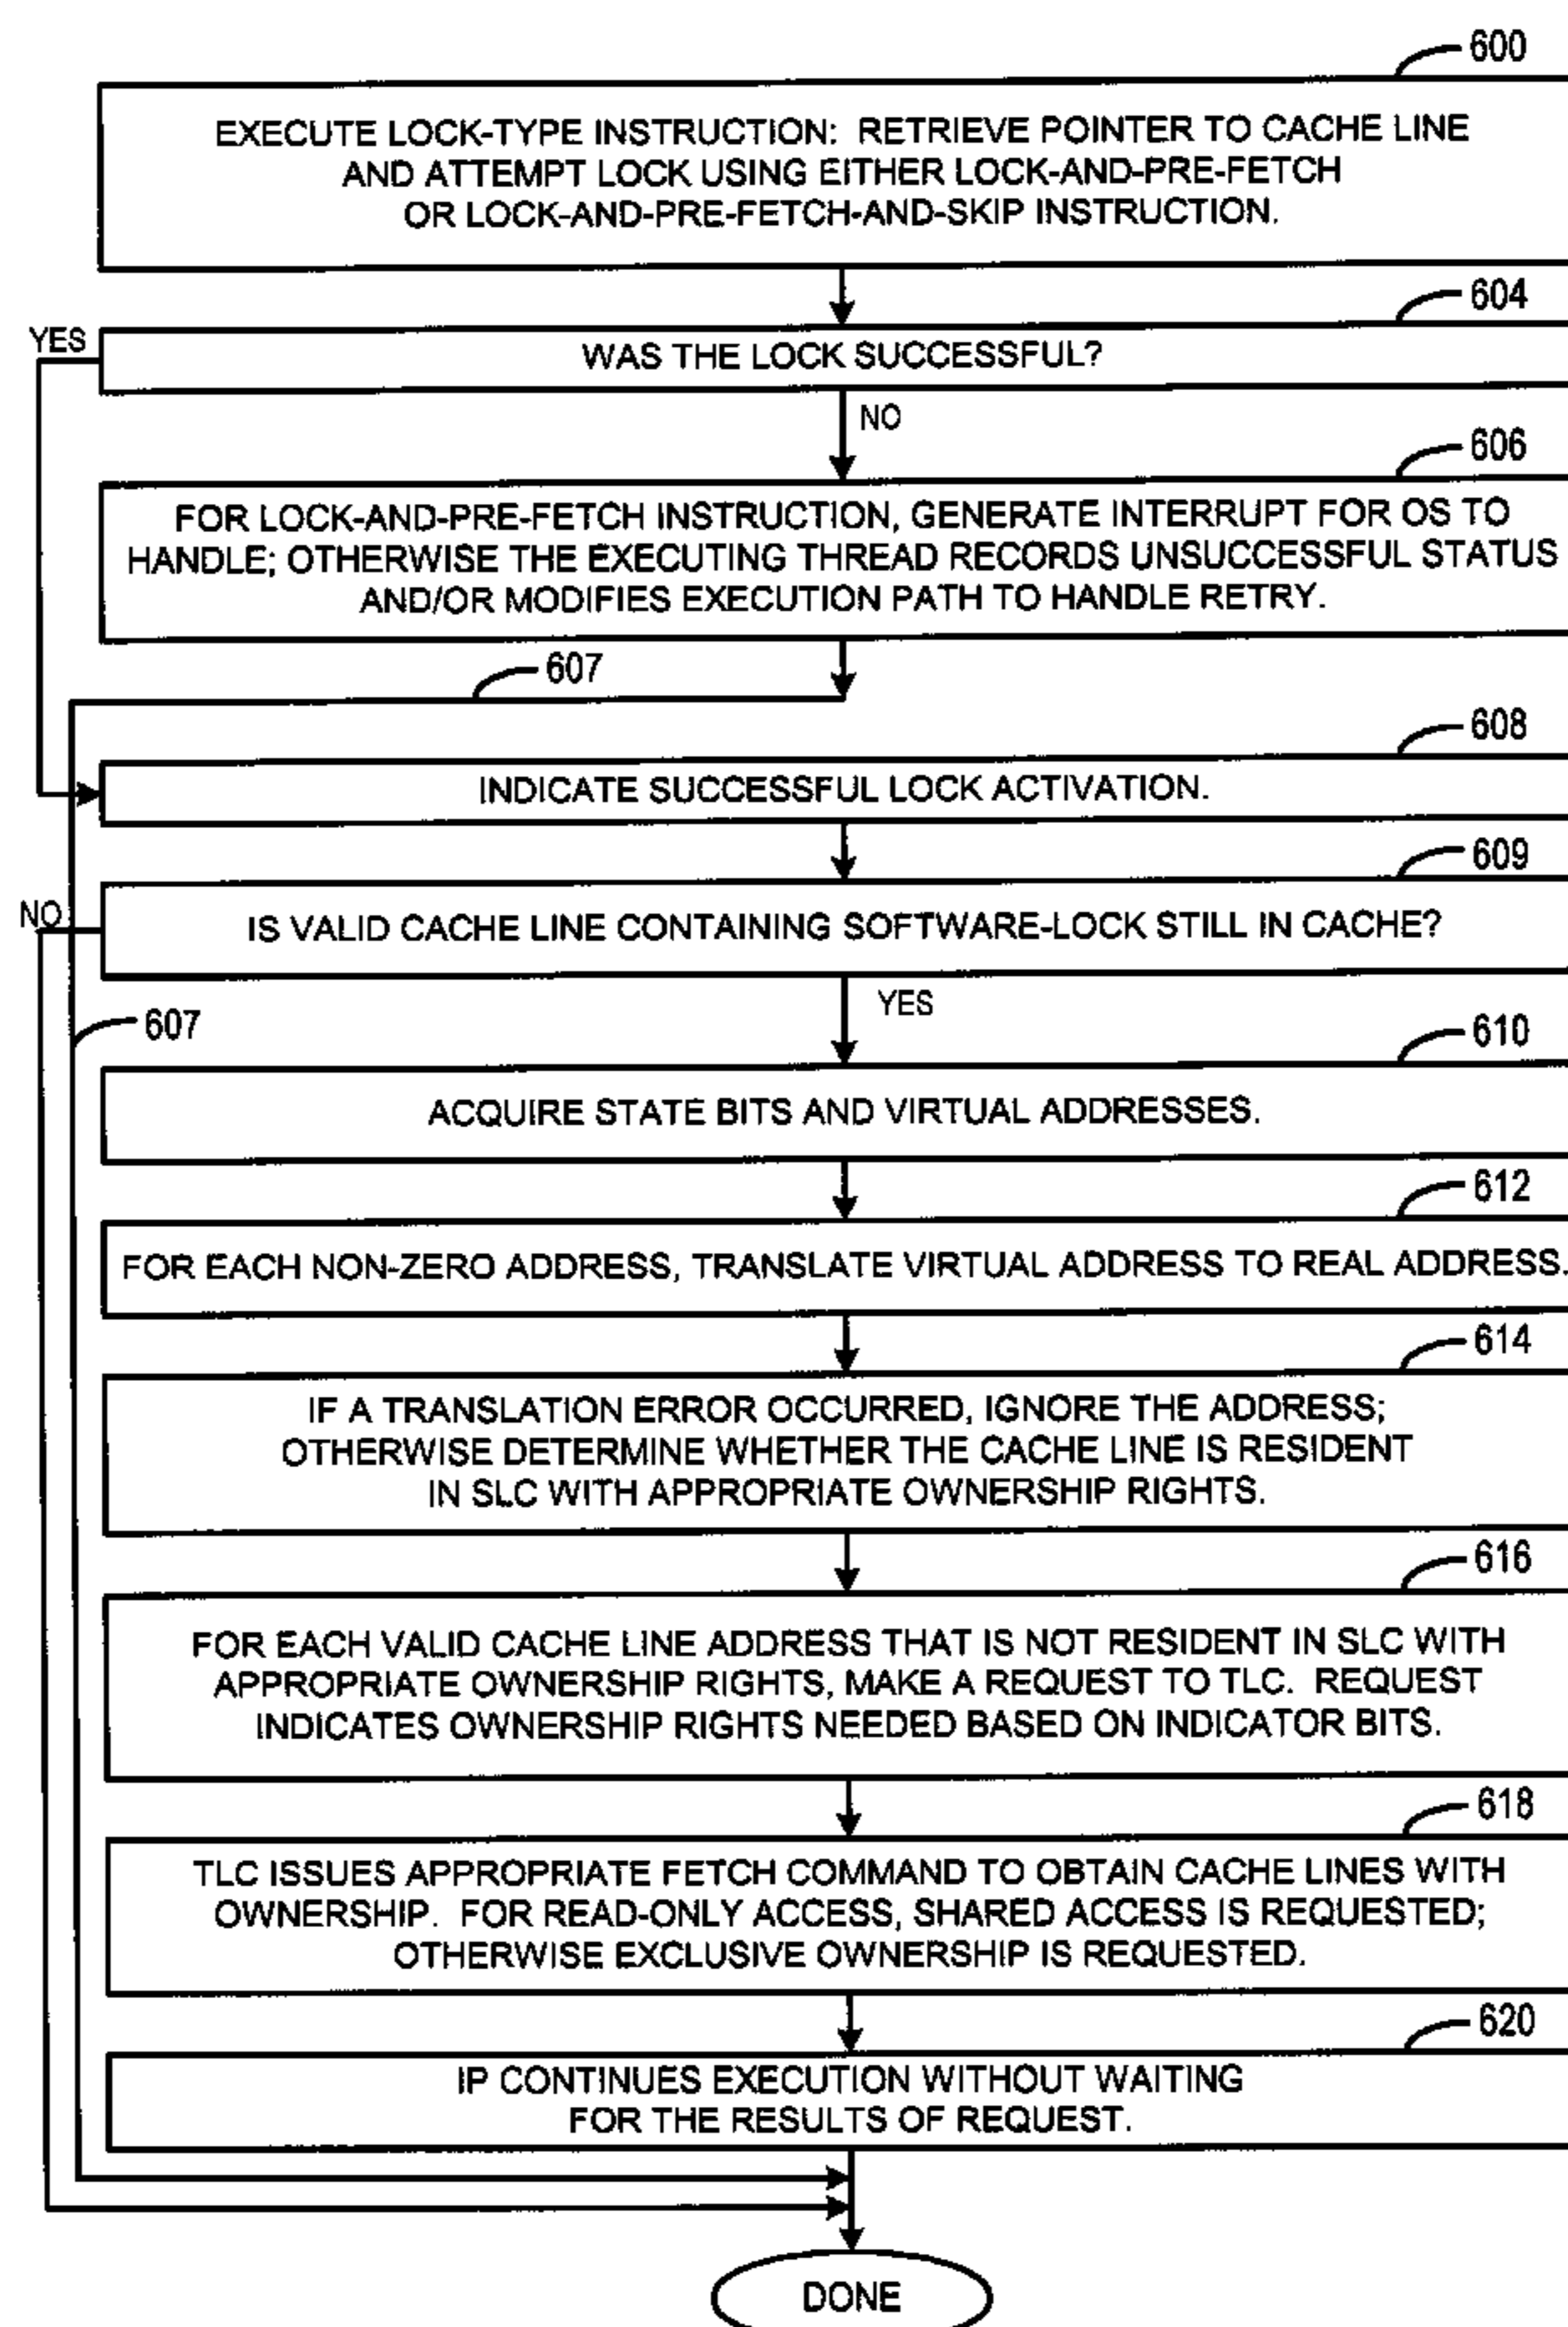 600
EXECUTE LOCK-TYPE INSTRUCTION: RETRIEVE POINTER TO CACHE LINE
AND ATTEMPT LOCK USING EITHER LOCK-AND-PRE-FETCH
OR LOCK-AND-PRE-FETCH-AND-SKIP INSTRUCTION.
604
YES
WAS THE LOCK SUCCESSFUL?
NO
606
FOR LOCK-AND-PRE-FETCH INSTRUCTION, GENERATE INTERRUPT FOR OS TO
HANDLE; OTHERWISE THE EXECUTING THREAD RECORDS UNSUCCESSFUL STATUS
AND/OR MODIFIES EXECUTION PATH TO HANDLE RETRY.
607
608
INDICATE SUCCESSFUL LOCK ACTIVATION.
609
NO
IS VALID CACHE LINE CONTAINING SOFTWARE-LOCK STILL IN CACHE?
YES
607
610
ACQUIRE STATE BITS AND VIRTUAL ADDRESSES.
612
FOR EACH NON-ZERO ADDRESS, TRANSLATE VIRTUAL ADDRESS TO REAL ADDRESS.
614
IF A TRANSLATION ERROR OCCURRED, IGNORE THE ADDRESS;
OTHERWISE DETERMINE WHETHER THE CACHE LINE IS RESIDENT
IN SLC WITH APPROPRIATE OWNERSHIP RIGHTS.
616
FOR EACH VALID CACHE LINE ADDRESS THAT IS NOT RESIDENT IN SLC WITH
APPROPRIATE OWNERSHIP RIGHTS, MAKE A REQUEST TO TLC. REQUEST
INDICATES OWNERSHIP RIGHTS NEEDED BASED ON INDICATOR BITS.
618
TLC ISSUES APPROPRIATE FETCH COMMAND TO OBTAIN CACHE LINES WITH
OWNERSHIP. FOR READ-ONLY ACCESS, SHARED ACCESS IS REQUESTED;
OTHERWISE EXCLUSIVE OWNERSHIP IS REQUESTED.
620
IP CONTINUES EXECUTION WITHOUT WAITING
FOR THE RESULTS OF REQUEST.
DONE